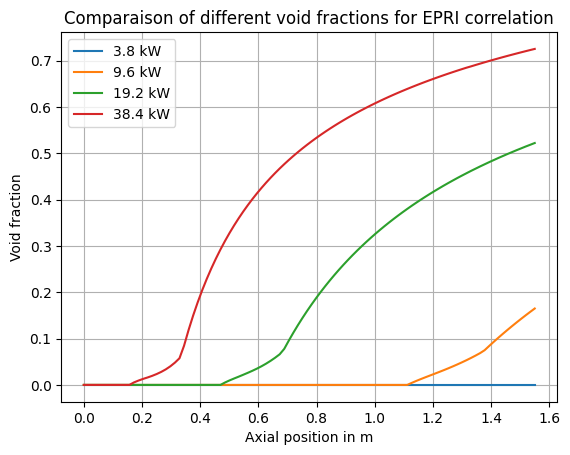 Comparaison of different void fractions for EPRI correlation
3.8 kW
9.6 kW
19.2 kW
38.4 kW
Void fraction
0.7
0.6
0.5
0.4
0.3
0.2
0.1
0.0
0.0 0.2 0.4 0.6 0.8 1.0 1.2 1.4 1.6
Axial position in m